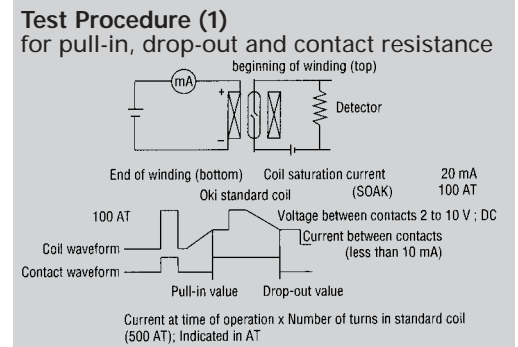 Test Procedure (1)
for pull-in, drop-out and contact resistance
beginning of winding (top)
mA
+
Detector
−
End of winding (bottom) Coil saturation current 20 mA
Oki standard coil (SOAK) 100 AT
100 AT Voltage between contacts 2 to 10 V ; DC
Current between contacts
Coil waveform (less than 10 mA)
Contact waveform
Pull-in value Drop-out value
Current at time of operation x Number of turns in standard coil
(500 AT); Indicated in AT